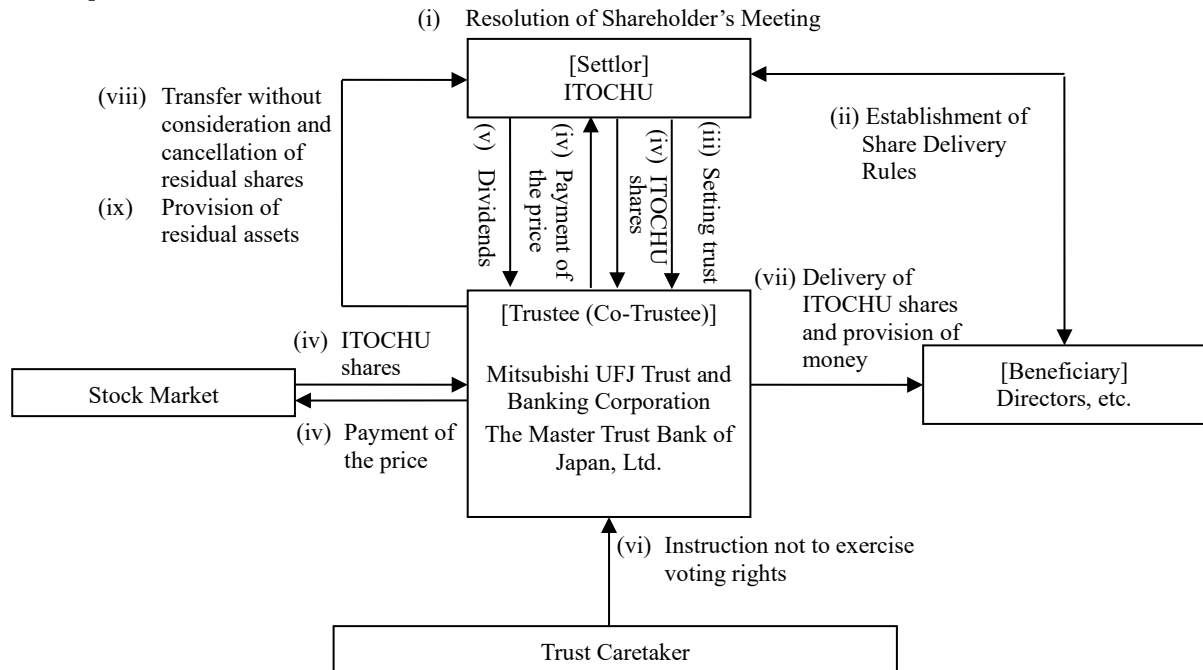 (i) Resolution of Shareholder’s Meeting
[Settlor]
ITOCHU
(viii) Transfer without
consideration and
cancellation of
residual shares
(ix) Provision of
residual assets
(ii) Establishment of
Share Delivery
Rules
(v) Dividends
(iv) Payment of
the price
(iv) ITOCHU
shares
(iii) Setting trust
(vii) Delivery of
ITOCHU shares
and provision of
money
[Trustee (Co-Trustee)]
Mitsubishi UFJ Trust and
Banking Corporation
The Master Trust Bank of
Japan, Ltd.
(iv) ITOCHU
shares
Stock Market
(iv) Payment of
the price
[Beneficiary]
Directors, etc.
(vi) Instruction not to exercise
voting rights
Trust Caretaker